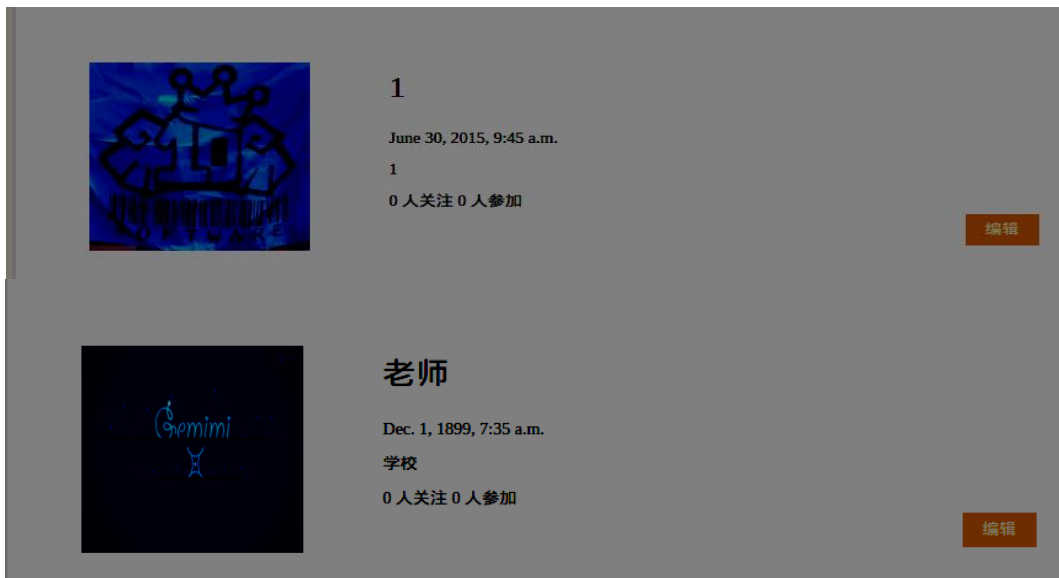 1
June 30, 2015, 9:45 a.m.
1
0 人关注 0 人参加
编辑
老师
Gemimi
Dec. 1, 1899, 7:35 a.m.
学校
0 人关注 0 人参加
编辑